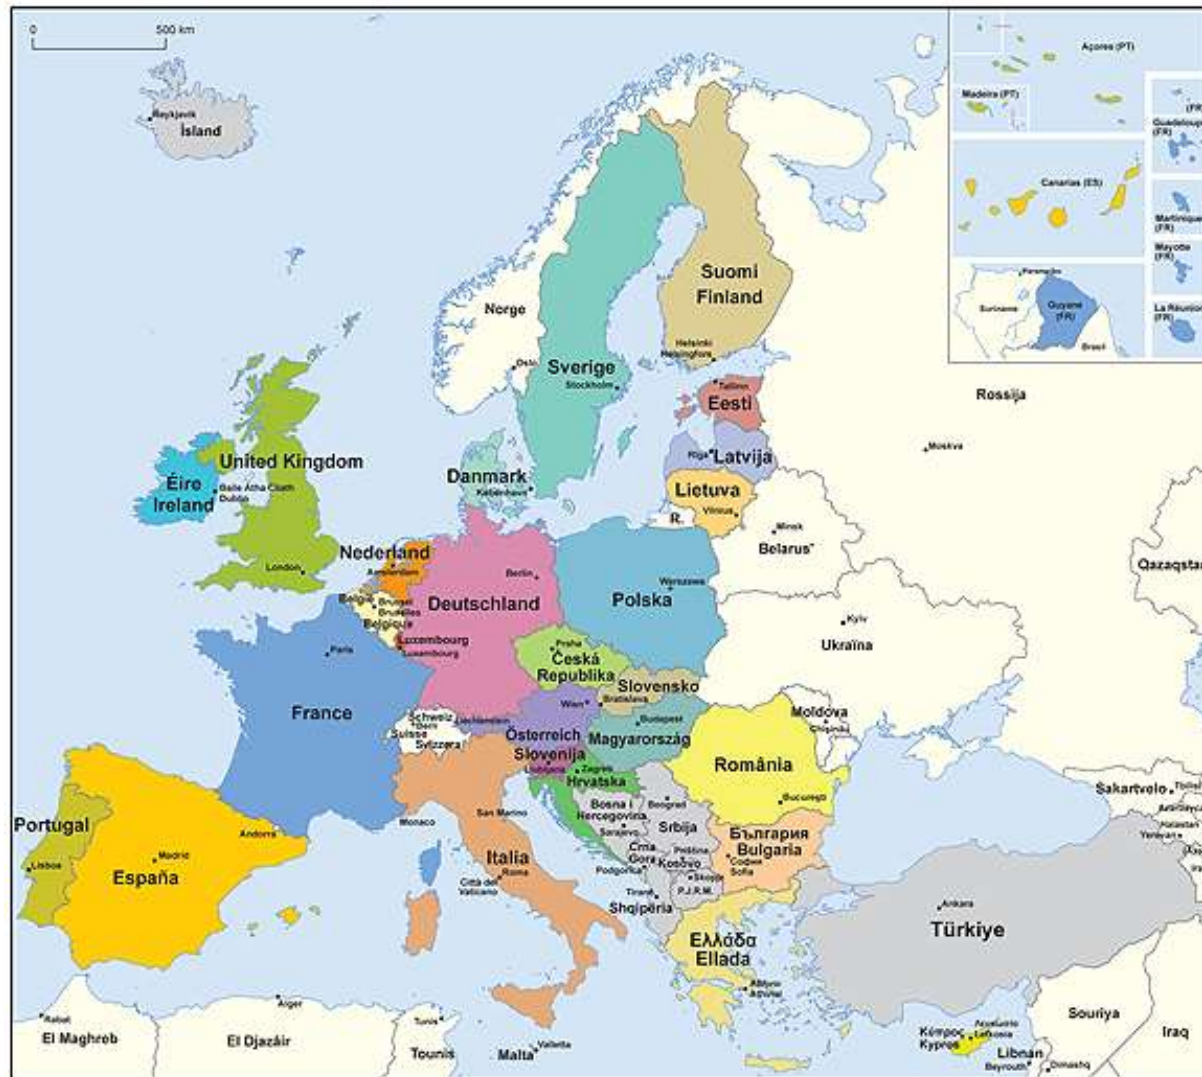 0 500 km
Açores (PT)
Madeira (PT)
(FR)
Guadeloupe
(FR)
Canarias (ES)
Martinique
(FR)
Mayotte
(FR)
Paramaribo
Suriname
Guyane
(FR)
Brasil
La Réunion
(FR)
Reykjavik
Ísland
Suomi
Finland
Norge
Helsinki
Helsingfors
Oslo
Sverige
Stockholm
Tallinn
Eesti
Rossija
Moskva
United Kingdom
Éire
Ireland
Baile Átha Cliath
Dublin
London
Danmark
København
Riga
Latvija
Lietuva
Vilnius
R.
Minsk
Belarus'
Qazaqstan
Nederland
Amsterdam
Berlin
Deutschland
Warszawa
Polska
België
Brussel
Bruxelles
Belgique
Luxembourg
Luxembourg
Kyiv
Ukraïna
Paris
France
Praha
Česká
Republika
Slovensko
Bratislava
Wien
Österreich
Budapest
Magyarország
Schweiz
Bern
Suisse
Svizzera
Liechtenstein
Slovenija
Ljubljana
Zagreb
Hrvatska
Moldova
Chişinău
România
Bucureşti
Portugal
Lisboa
Madrid
España
Andorra
Monaco
San Marino
Italia
Roma
Città del
Vaticano
Bosna i
Hercegovina
Sarajevo
Beograd
Srbija
Crna
Gora
Podgorica
Priština
Kosovo
Skopje
P.J.R.M.
Tiranë
Shqipëria
България
Bulgaria
София
Sofia
Ελλάδα
Ellada
Αθήνα
Athinai
Sakartvelo
Yerevan
Ankara
Türkiye
Rabat
El Maghreb
Alger
El Djazáir
Tunis
Tounis
Malta
Valletta
Κύπρος
Kypros
Λευκωσία
Lefkosia
Libnan
Beyrouth
Dimashq
Souriya
Iraq